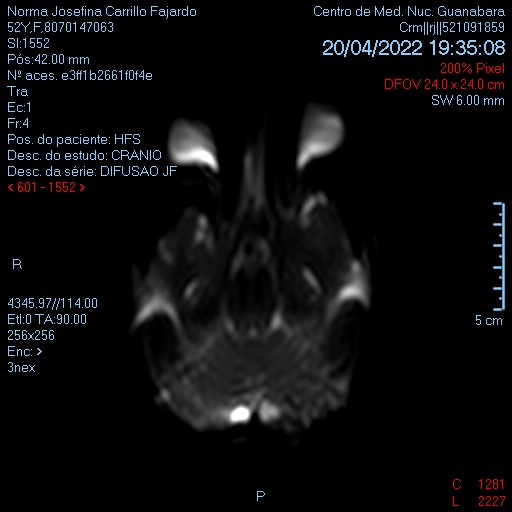 Norma Josefina Carrillo Fajardo
52Y,F,8070147063
Sl:1552
Pós:42.00 mm
Nº aces. e3ff1b2661f0f4e
Tra
Ec:1
Fr:4
Pos. do paciente: HFS
Desc. do estudo: CRANIO
Desc. da série: DIFUSAO JF
< 601 - 1552 >
Centro de Med. Nuc. Guanabara
Crm||rj||521091859
20/04/2022 19:35:08
200% Pixel
DFOV 24.0 x 24.0 cm
SW 6.00 mm
R
5 cm
4345.97//114.00
Etl:0 TA:90.00
256x256
Enc: >
3nex
P
C 1281
L 2227